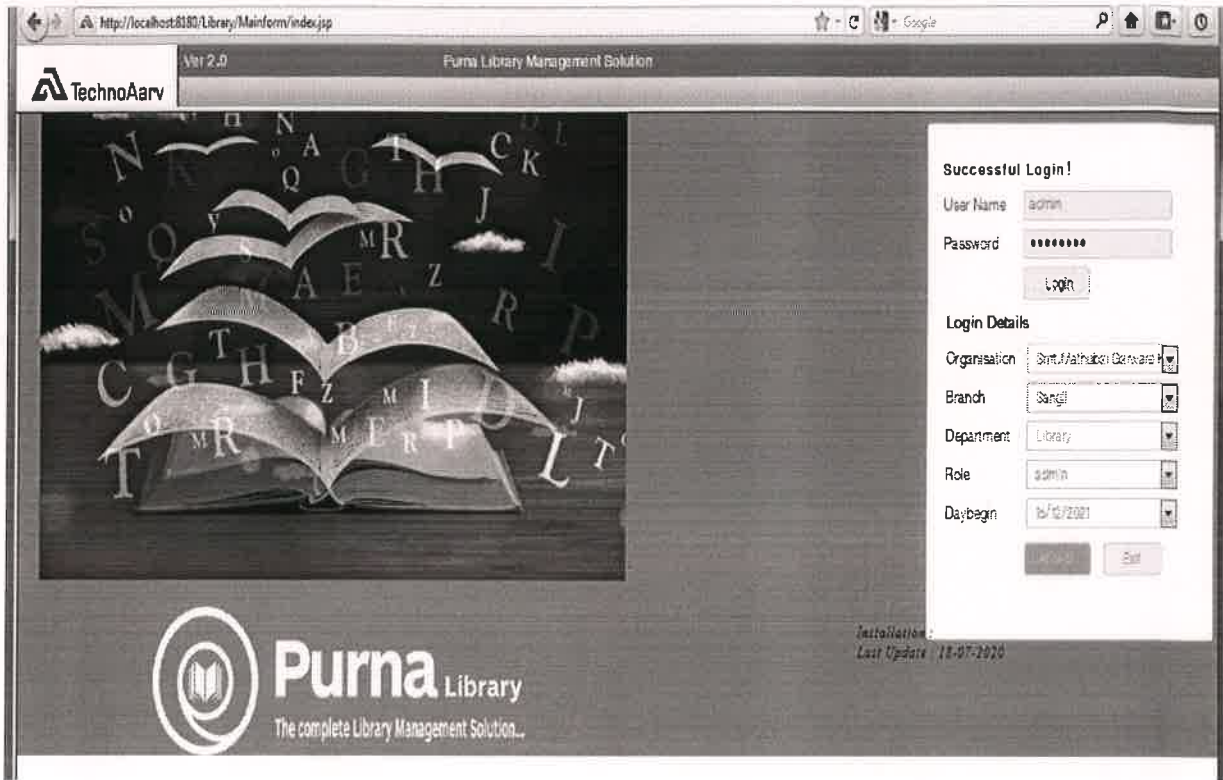 http://localhost:8180/Library/Mainform/index.jsp
Google
TechnoAarv
Ver 2.0
Purna Library Management Solution
Successful Login!
User Name admin
Password ••••••••
Login
Login Details
Organisation
Branch Sangli
Department Library
Role admin
Daybegin
Exit
Installation :
Last Update : 18-07-2020
Purna Library
The complete Library Management Solution...